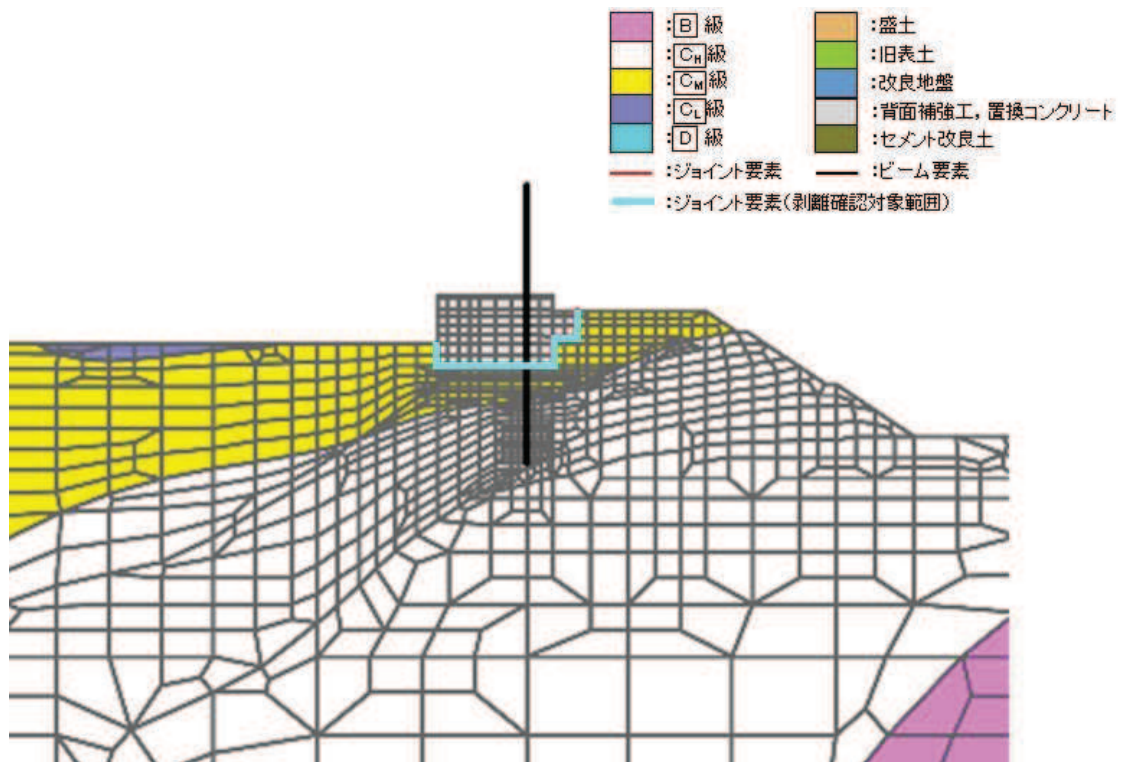 :B 級
:CH級
:CM級
:CL級
:D 級
:ジョイント要素
:ジョイント要素(剥離確認対象範囲)
:盛土
:旧表土
:改良地盤
:背面補強工,置換コンクリート
:セメント改良土
:ビーム要素